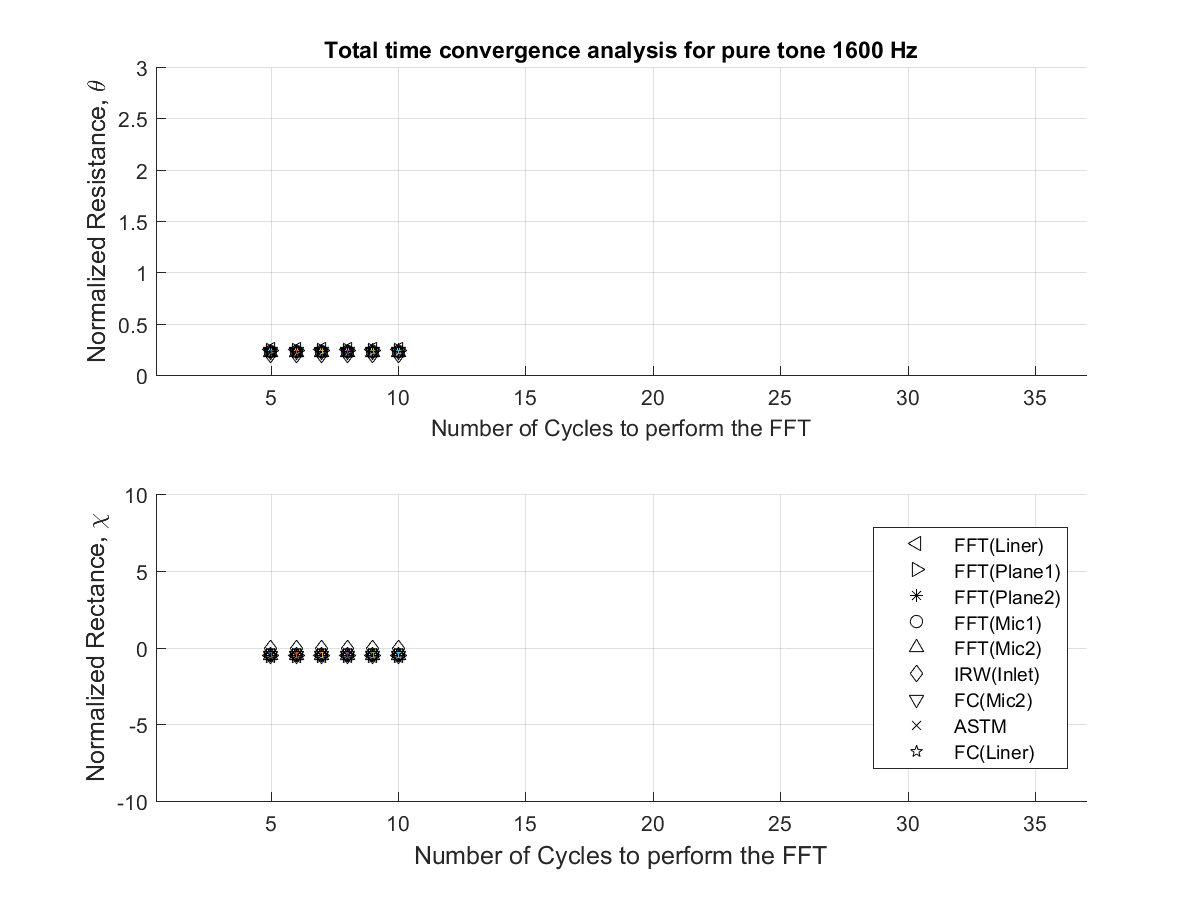 Total time convergence analysis for pure tone 1600 Hz
Normalized Resistance, θ
3
2.5
2
1.5
1
0.5
0
5 10 15 20 25 30 35
Number of Cycles to perform the FFT
Normalized Rectance, χ
10
5
0
-5
-10
FFT(Liner)
FFT(Plane1)
FFT(Plane2)
FFT(Mic1)
FFT(Mic2)
IRW(Inlet)
FC(Mic2)
ASTM
FC(Liner)
5 10 15 20 25 30 35
Number of Cycles to perform the FFT